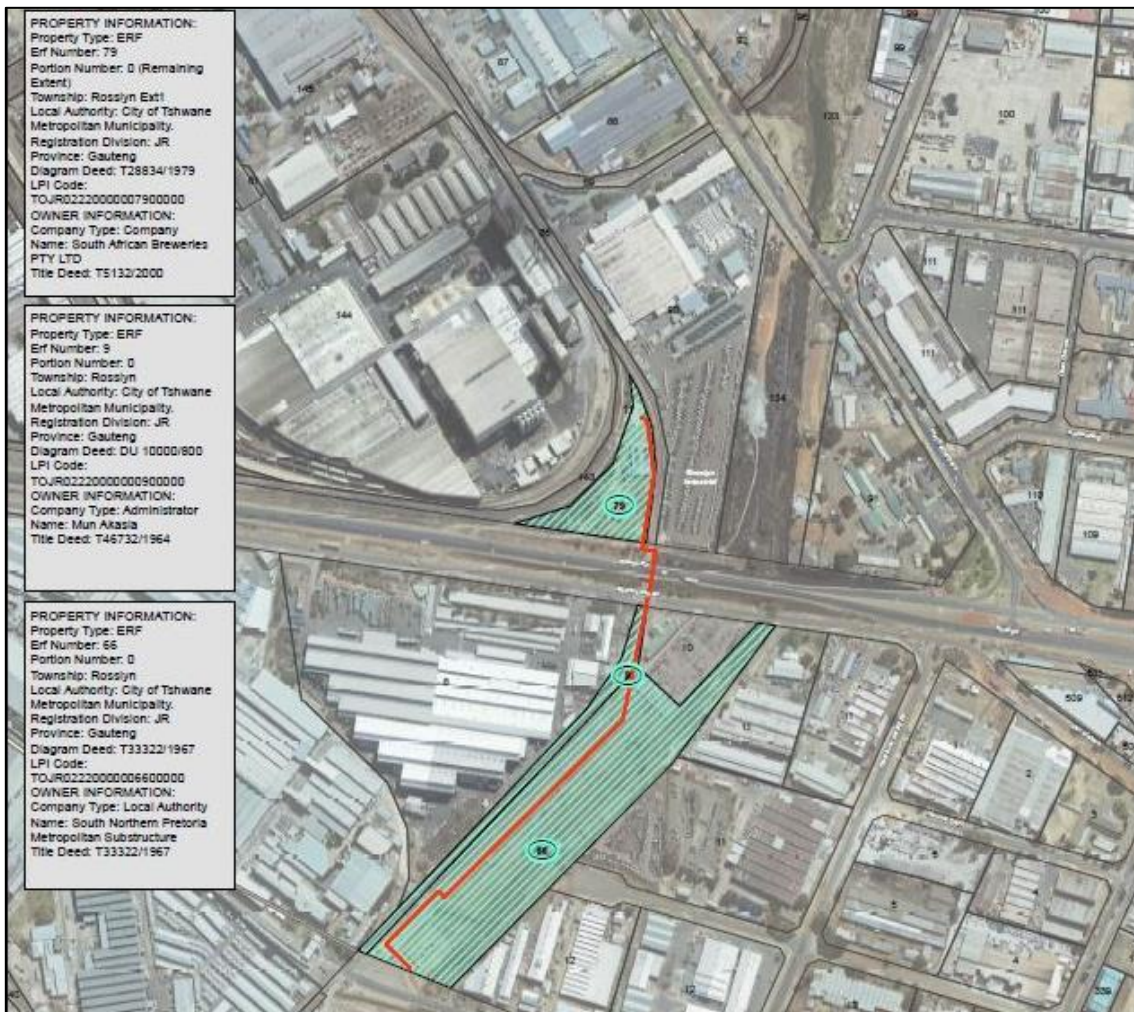 PROPERTY INFORMATION:
Property Type: ERF
Erf Number: 79
Portion Number: 0 (Remaining
Extent)
Township: Rosslyn Ext1
Local Authority: City of Tshwane
Metropolitan Municipality.
Registration Division: JR
Province: Gauteng
Diagram Deed: T28834/1979
LPI Code:
TOJR02220000007900000
OWNER INFORMATION:
Company Type: Company
Name: South African Breweries
PTY LTD
Title Deed: T5132/2000
PROPERTY INFORMATION:
Property Type: ERF
Erf Number: 9
Portion Number: 0
Township: Rosslyn
Local Authority: City of Tshwane
Metropolitan Municipality.
Registration Division: JR
Province: Gauteng
Diagram Deed: DU 10000/800
LPI Code:
TOJR02220000000900000
OWNER INFORMATION:
Company Type: Administrator
Name: Mun Akasia
Title Deed: T46732/1964
PROPERTY INFORMATION:
Property Type: ERF
Erf Number: 66
Portion Number: 0
Township: Rosslyn
Local Authority: City of Tshwane
Metropolitan Municipality.
Registration Division: JR
Province: Gauteng
Diagram Deed: T33322/1967
LPI Code:
TOJR02220000006600000
OWNER INFORMATION:
Company Type: Local Authority
Name: South Northern Pretoria
Metropolitan Substructure
Title Deed: T33322/1967
99
87
88
100
123
111
111
111
144
134
79
110
109
10
66
509
2
3
11
5
4
4
12
12
339